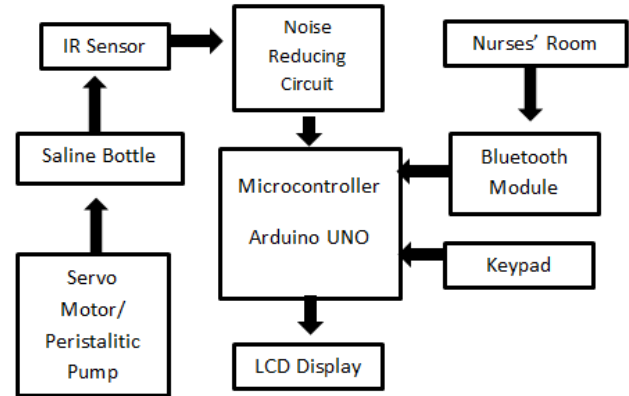 IR Sensor
Noise
Reducing
Circuit
Nurses' Room
Saline Bottle
Microcontroller
Arduino UNO
Bluetooth
Module
Keypad
Servo
Motor/
Peristalitic
Pump
LCD Display